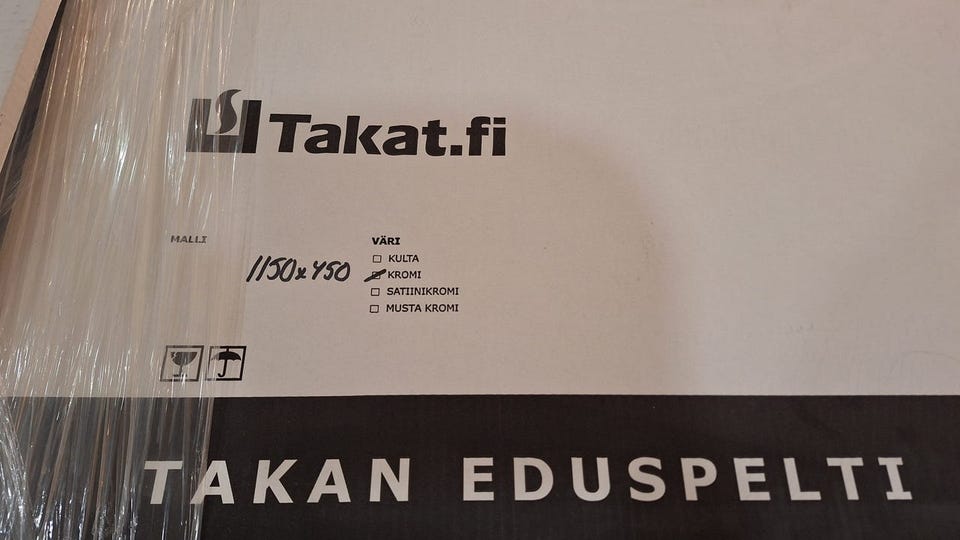 Takat.fi
MALLI
1150x450
VÄRI
KULTA
KROMI
SATIINIKROMI
MUSTA KROMI
TAKAN EDUSPELTI